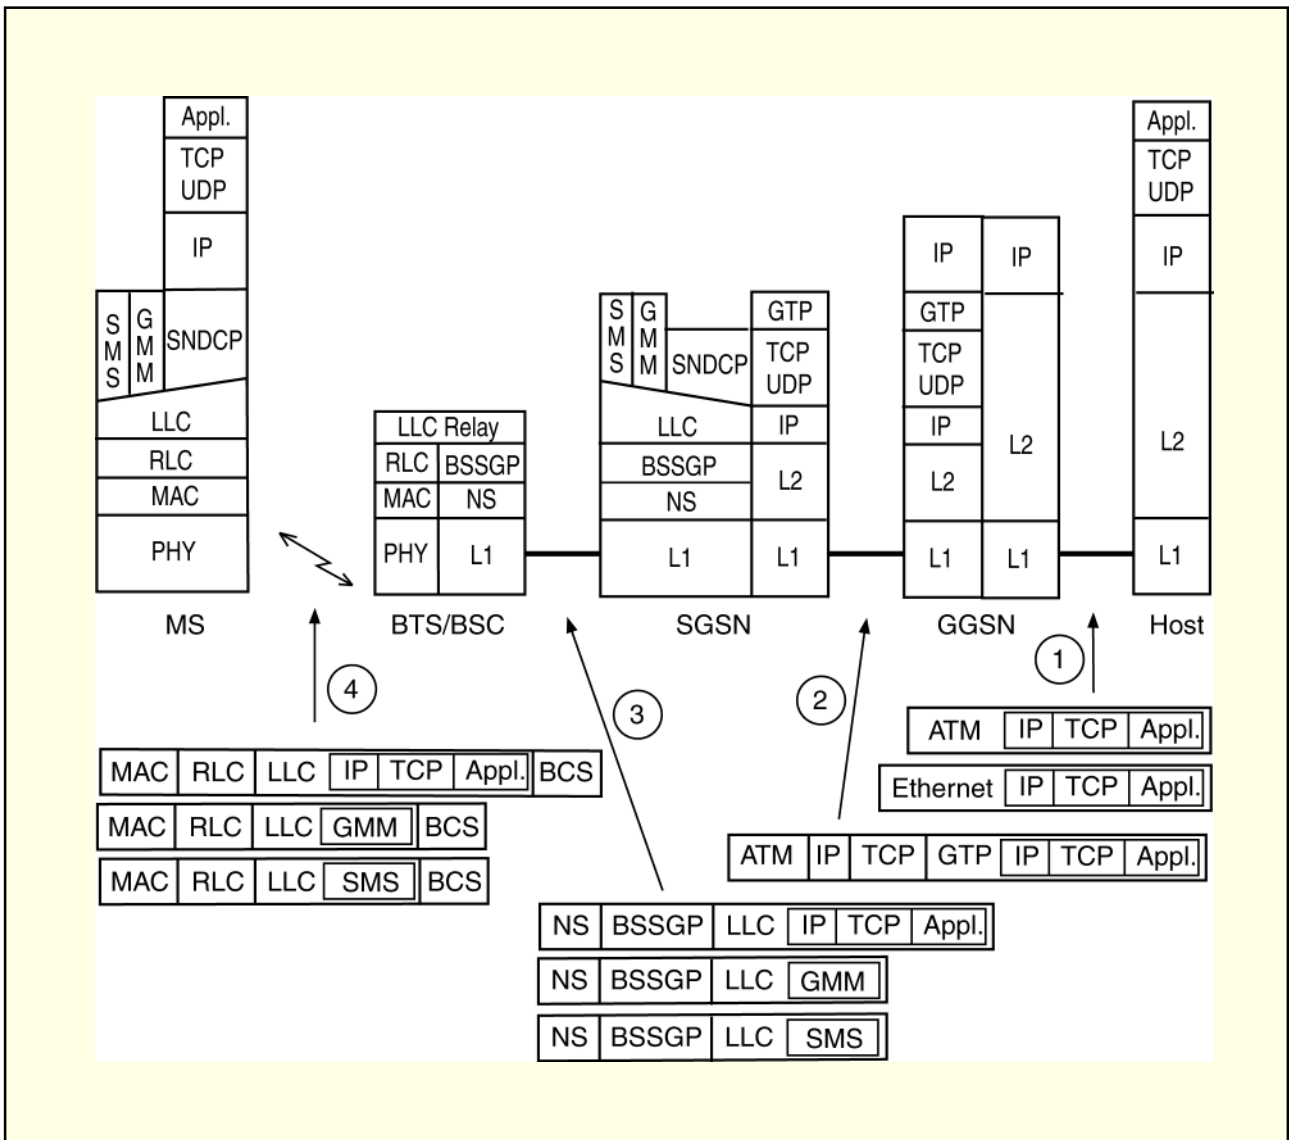 Appl.
TCP
UDP
IP
SMS
GMM
SNDCP
LLC
RLC
MAC
PHY
MS
LLC Relay
RLC BSSGP
MAC NS
PHY L1
BTS/BSC
SMS
GMM
SNDCP
LLC
BSSGP
NS
L1
GTP
TCP
UDP
IP
L2
L1
SGSN
IP
GTP
TCP
UDP
IP
L2
L1
IP
L2
L1
GGSN
Appl.
TCP
UDP
IP
L2
L1
Host
1
2
3
4
ATM IP TCP Appl.
Ethernet IP TCP Appl.
ATM IP TCP GTP IP TCP Appl.
MAC RLC LLC IP TCP Appl. BCS
MAC RLC LLC GMM BCS
MAC RLC LLC SMS BCS
NS BSSGP LLC IP TCP Appl.
NS BSSGP LLC GMM
NS BSSGP LLC SMS